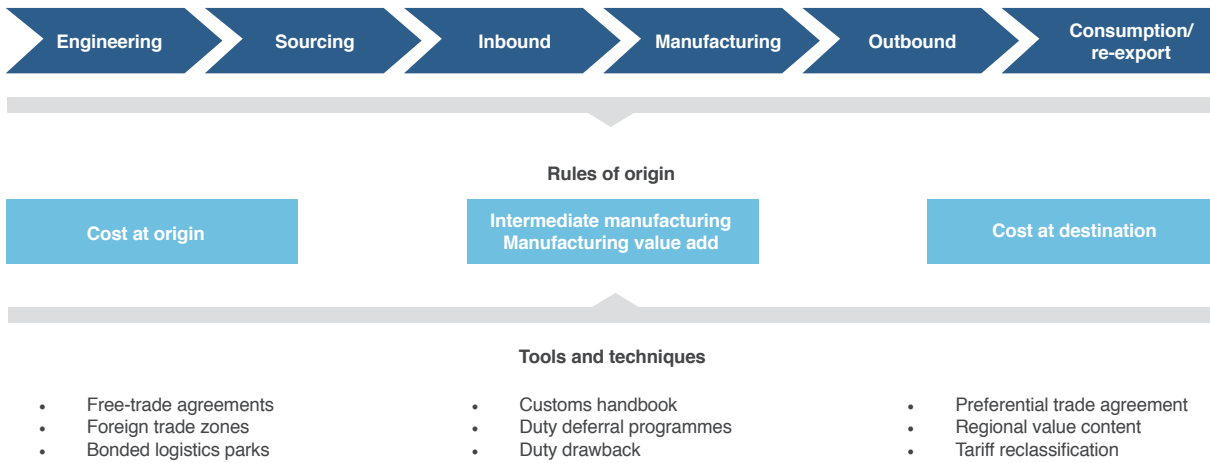 Engineering
Sourcing
Inbound
Manufacturing
Outbound
Consumption/
re-export
Rules of origin
Cost at origin
Intermediate manufacturing
Manufacturing value add
Cost at destination
Tools and techniques
• Free-trade agreements
• Foreign trade zones
• Bonded logistics parks
• Customs handbook
• Duty deferral programmes
• Duty drawback
• Preferential trade agreement
• Regional value content
• Tariff reclassification